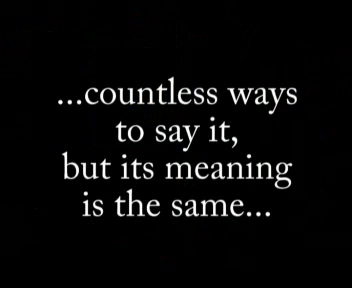 ...countless ways
to say it,
but its meaning
is the same...